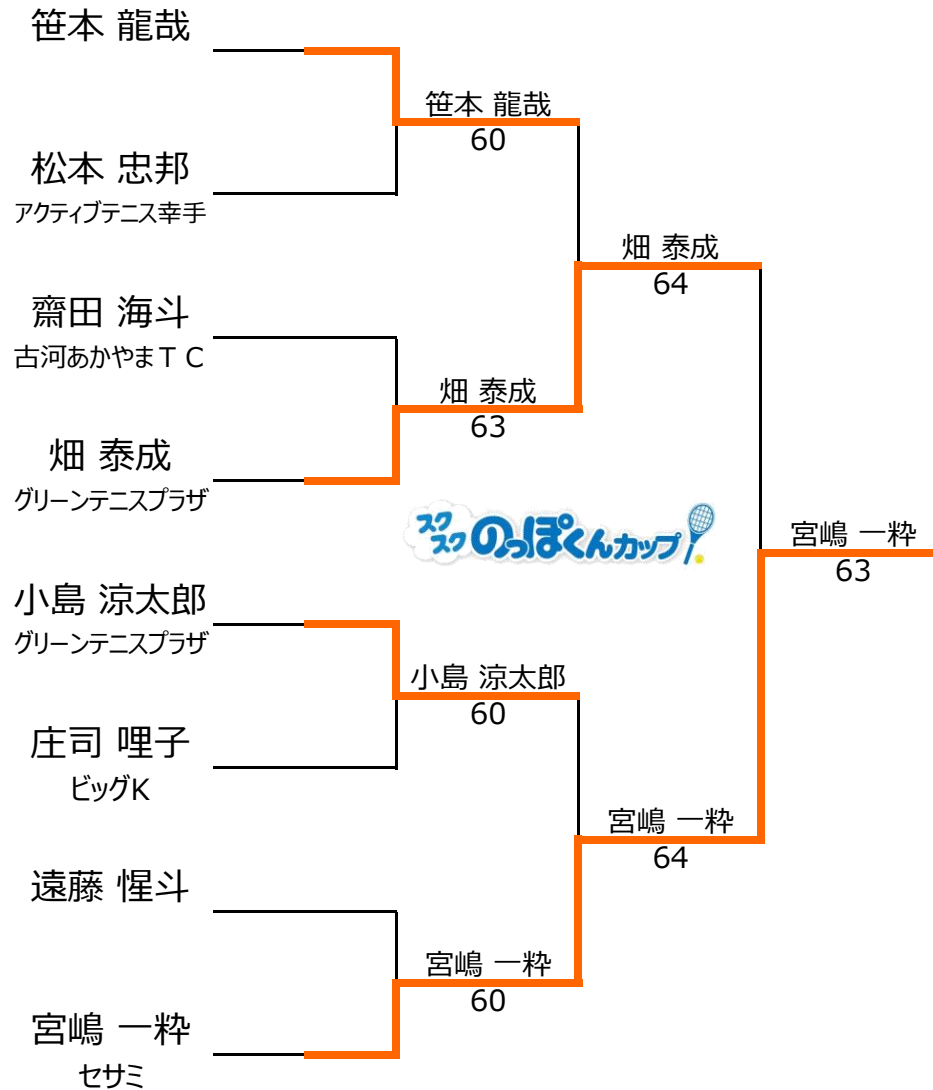 笹本 龍哉
松本 忠邦
アクティブテニス幸手
齋田 海斗
古河あかやまＴＣ
畑 泰成
グリーンテニスプラザ
小島 涼太郎
グリーンテニスプラザ
庄司 哩子
ビッグK
遠藤 惺斗
宮嶋 一粋
セサミ
笹本 龍哉
60
畑 泰成
63
小島 涼太郎
60
宮嶋 一粋
60
畑 泰成
64
宮嶋 一粋
64
スクスクのっぽくんカップ
宮嶋 一粋
63